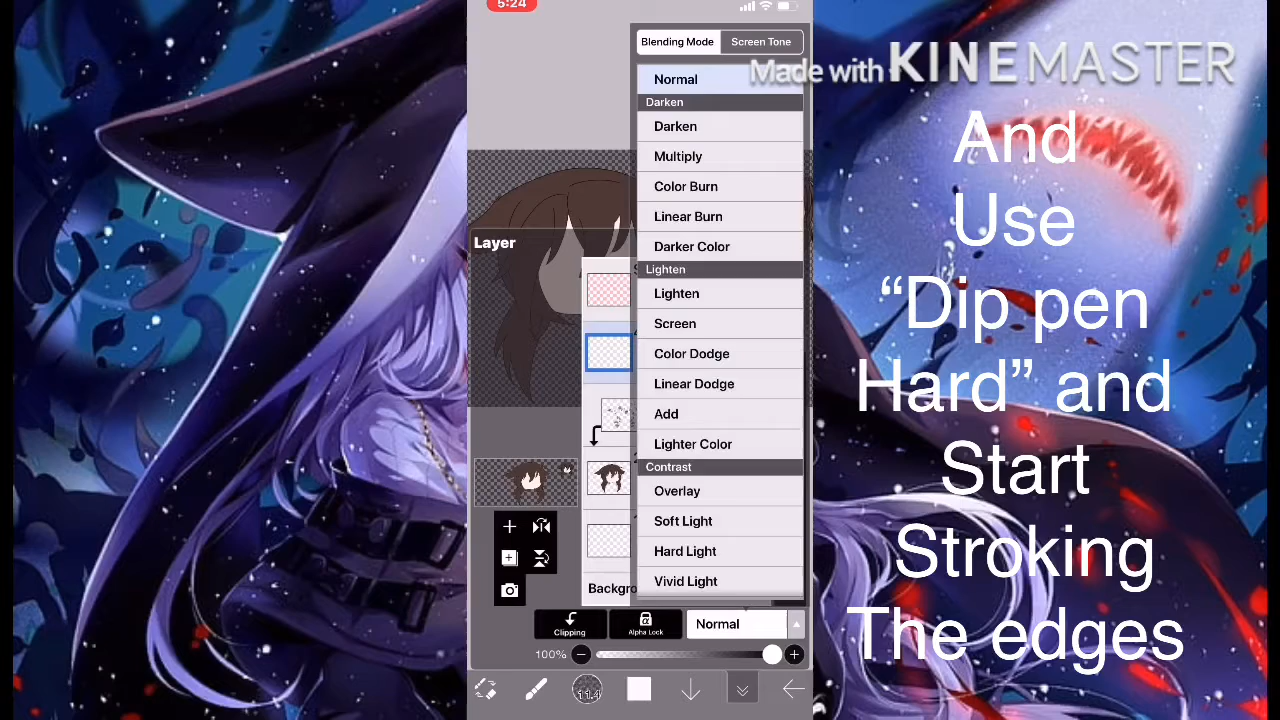 5:24
Blending Mode Screen Tone
Normal
Darken
Darken
Multiply
Color Burn
Linear Burn
Darker Color
Lighten
Lighten
Screen
Color Dodge
Linear Dodge
Add
Lighter Color
Contrast
Overlay
Soft Light
Hard Light
Vivid Light
Layer
Backgro
Clipping
Alpha Lock
Normal
100%
11.4
Made with KINEMASTER
And
Use
“Dip pen
Hard” and
Start
Stroking
The edges